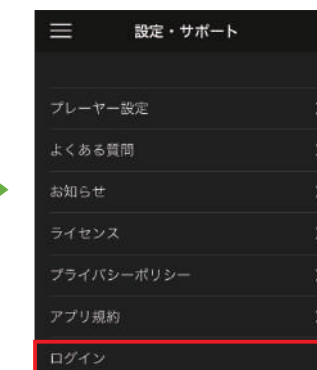 設定・サポート
プレーヤー設定
よくある質問
お知らせ
ライセンス
プライバシーポリシー
アプリ規約
ログイン